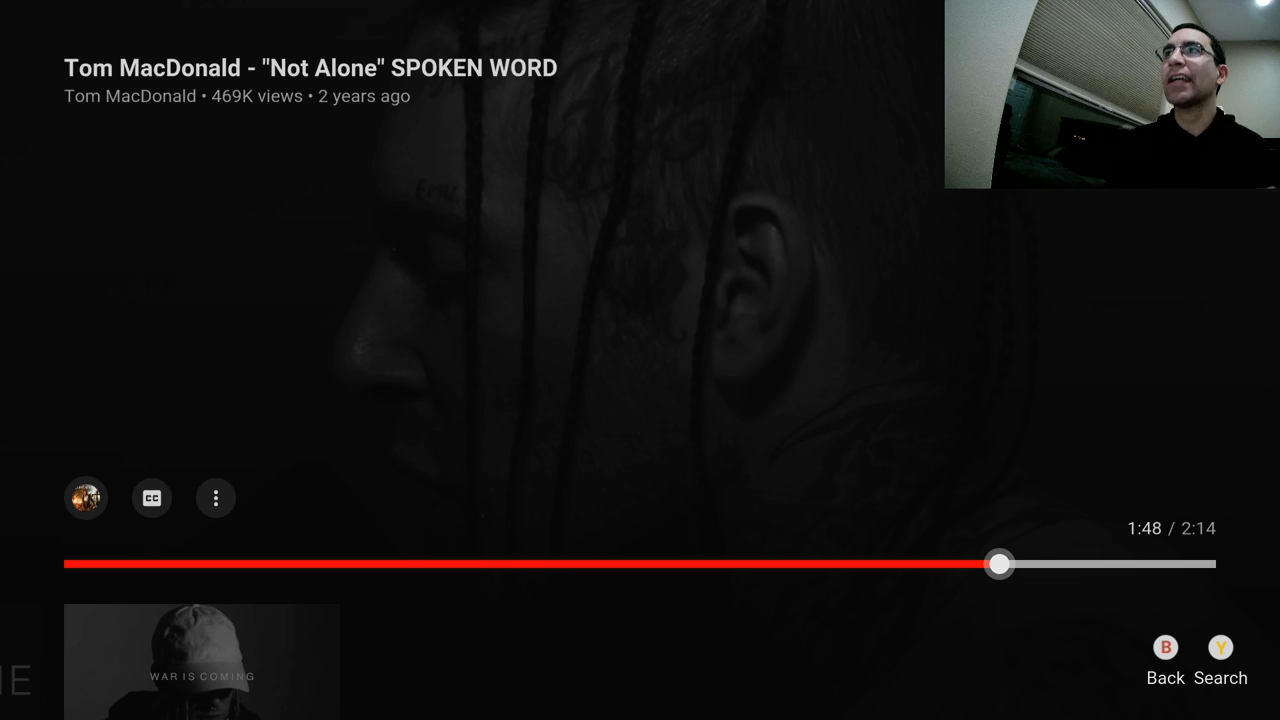 Tom MacDonald - "Not Alone" SPOKEN WORD
Tom MacDonald • 469K views • 2 years ago
CC
1:48 / 2:14
WAR IS COMING
B Y
Back Search